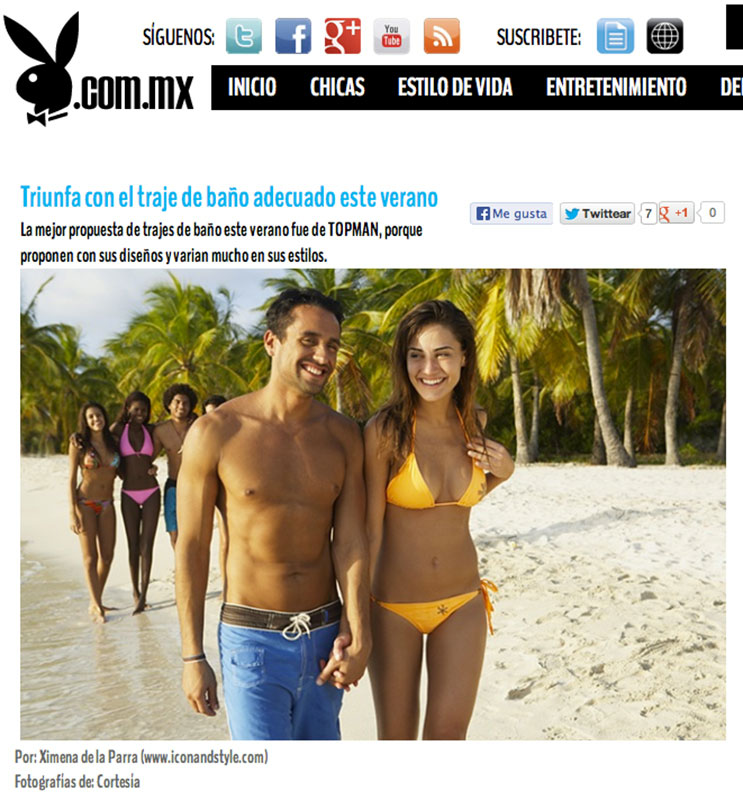 SÍGUENOS:
You
Tube
SUSCRIBETE:
.com.mx
INICIO CHICAS ESTILO DE VIDA ENTRETENIMIENTO DE
Triunfa con el traje de baño adecuado este verano
Me gusta Twittear 7 +1 0
La mejor propuesta de trajes de baño este verano fue de TOPMAN, porque
proponen con sus diseños y varian mucho en sus estilos.
Por: Ximena de la Parra (www.iconandstyle.com)
Fotografías de: Cortesía